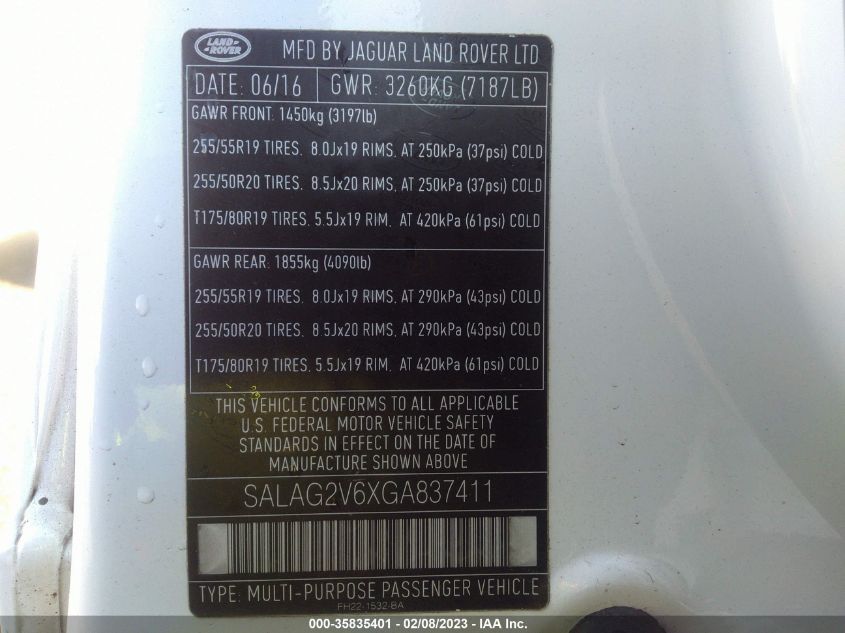 LAND ROVER
MFD BY JAGUAR LAND ROVER LTD
DATE: 06/16 GWR: 3260KG (7187LB)
GAWR FRONT: 1450kg (3197lb)
255/55R19 TIRES. 8.0Jx19 RIMS, AT 250kPa (37psi) COLD
255/50R20 TIRES. 8.5Jx20 RIMS, AT 250kPa (37psi) COLD
T175/80R19 TIRES. 5.5Jx19 RIM. AT 420kPa (61psi) COLD
GAWR REAR: 1855kg (4090lb)
255/55R19 TIRES. 8.0Jx19 RIMS, AT 290kPa (43psi) COLD
255/50R20 TIRES. 8.5Jx20 RIMS, AT 290kPa (43psi) COLD
T175/80R19 TIRES. 5.5Jx19 RIM. AT 420kPa (61psi) COLD
THIS VEHICLE CONFORMS TO ALL APPLICABLE
U.S. FEDERAL MOTOR VEHICLE SAFETY
STANDARDS IN EFFECT ON THE DATE OF
MANUFACTURE SHOWN ABOVE
SALAG2V6XGA837411
TYPE: MULTI-PURPOSE PASSENGER VEHICLE
FH22-1532-BA
000-35835401 - 02/08/2023 - IAA Inc.